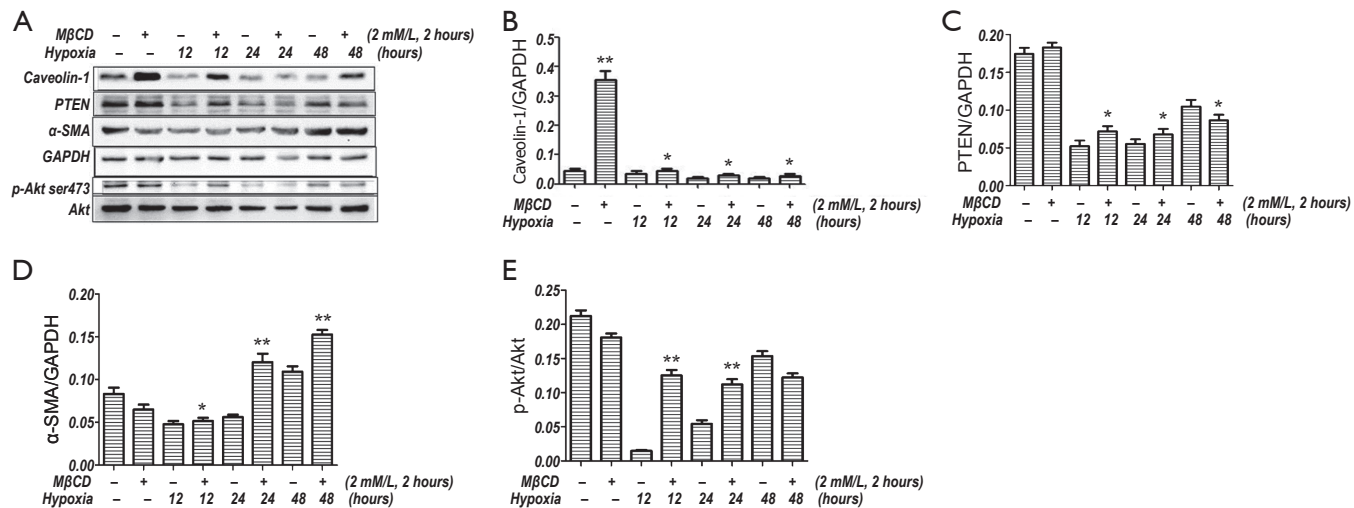 A
MβCD – + – + – + – + (2 mM/L, 2 hours)
Hypoxia – – 12 12 24 24 48 48 (hours)
Caveolin-1
PTEN
α-SMA
GAPDH
p-Akt ser473
Akt
B
Caveolin-1/GAPDH
0.5
0.4
0.3
0.2
0.1
0.0
**
*
*
*
MβCD – + – + – + – + (2 mM/L, 2 hours)
Hypoxia – – 12 12 24 24 48 48 (hours)
C
PTEN/GAPDH
0.20
0.15
0.10
0.05
0.00
*
*
*
MβCD – + – + – + – + (2 mM/L, 2 hours)
Hypoxia – – 12 12 24 24 48 48 (hours)
D
α-SMA/GAPDH
0.20
0.15
0.10
0.05
0.00
*
**
**
MβCD – + – + – + – + (2 mM/L, 2 hours)
Hypoxia – – 12 12 24 24 48 48 (hours)
E
p-Akt/Akt
0.25
0.20
0.15
0.10
0.05
0.00
**
**
MβCD – + – + – + – + (2 mM/L, 2 hours)
Hypoxia – – 12 12 24 24 48 48 (hours)